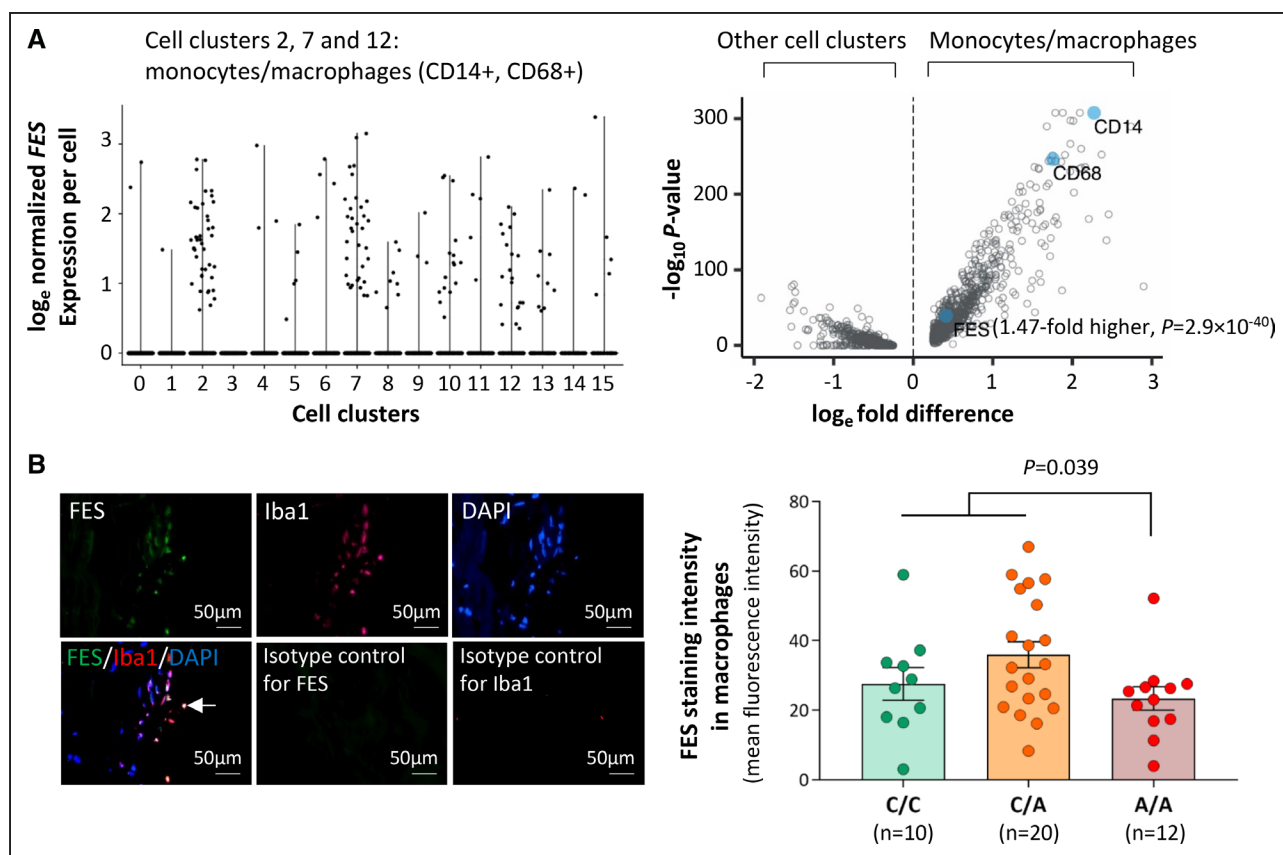 A
Cell clusters 2, 7 and 12:
monocytes/macrophages (CD14+, CD68+)
logₑ normalized FES
Expression per cell
3
2
1
0
0 1 2 3 4 5 6 7 8 9 10 11 12 13 14 15
Cell clusters
Other cell clusters
Monocytes/macrophages
-log₁₀ P-value
300
200
100
0
CD14
CD68
FES (1.47-fold higher, P=2.9×10⁻⁴⁰)
-2 -1 0 1 2 3
logₑ fold difference
B
FES
50µm
Iba1
50µm
DAPI
50µm
FES/Iba1/DAPI
50µm
Isotype control
for FES
50µm
Isotype control
for Iba1
50µm
P=0.039
FES staining intensity
in macrophages
(mean fluorescence intensity)
80
60
40
20
0
C/C C/A A/A
(n=10) (n=20) (n=12)